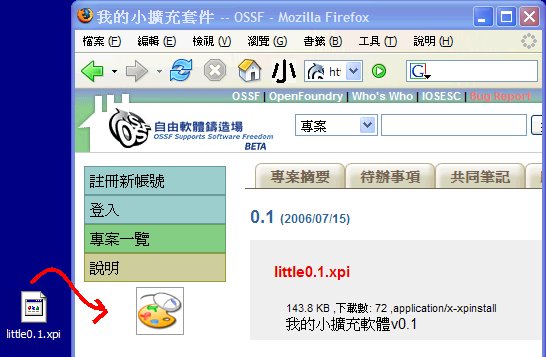 我的小擴充套件 -- OSSF - Mozilla Firefox
檔案(F) 編輯(E) 檢視(V) 瀏覽(G) 書籤(B) 工具(T) 說明(H)
小 ht G
OSSF | OpenFoundry | Who's Who | IOSESC | Bug Report
OSSF
自由軟體鑄造場
OSSF Supports Software Freedom
BETA
專案
註冊新帳號
登入
專案一覽
說明
專案摘要 待辦事項 共同筆記
0.1 (2006/07/15)
little0.1.xpi
143.8 KB ,下載數: 72 ,application/x-xpinstall
我的小擴充軟體v0.1
little0.1.xpi